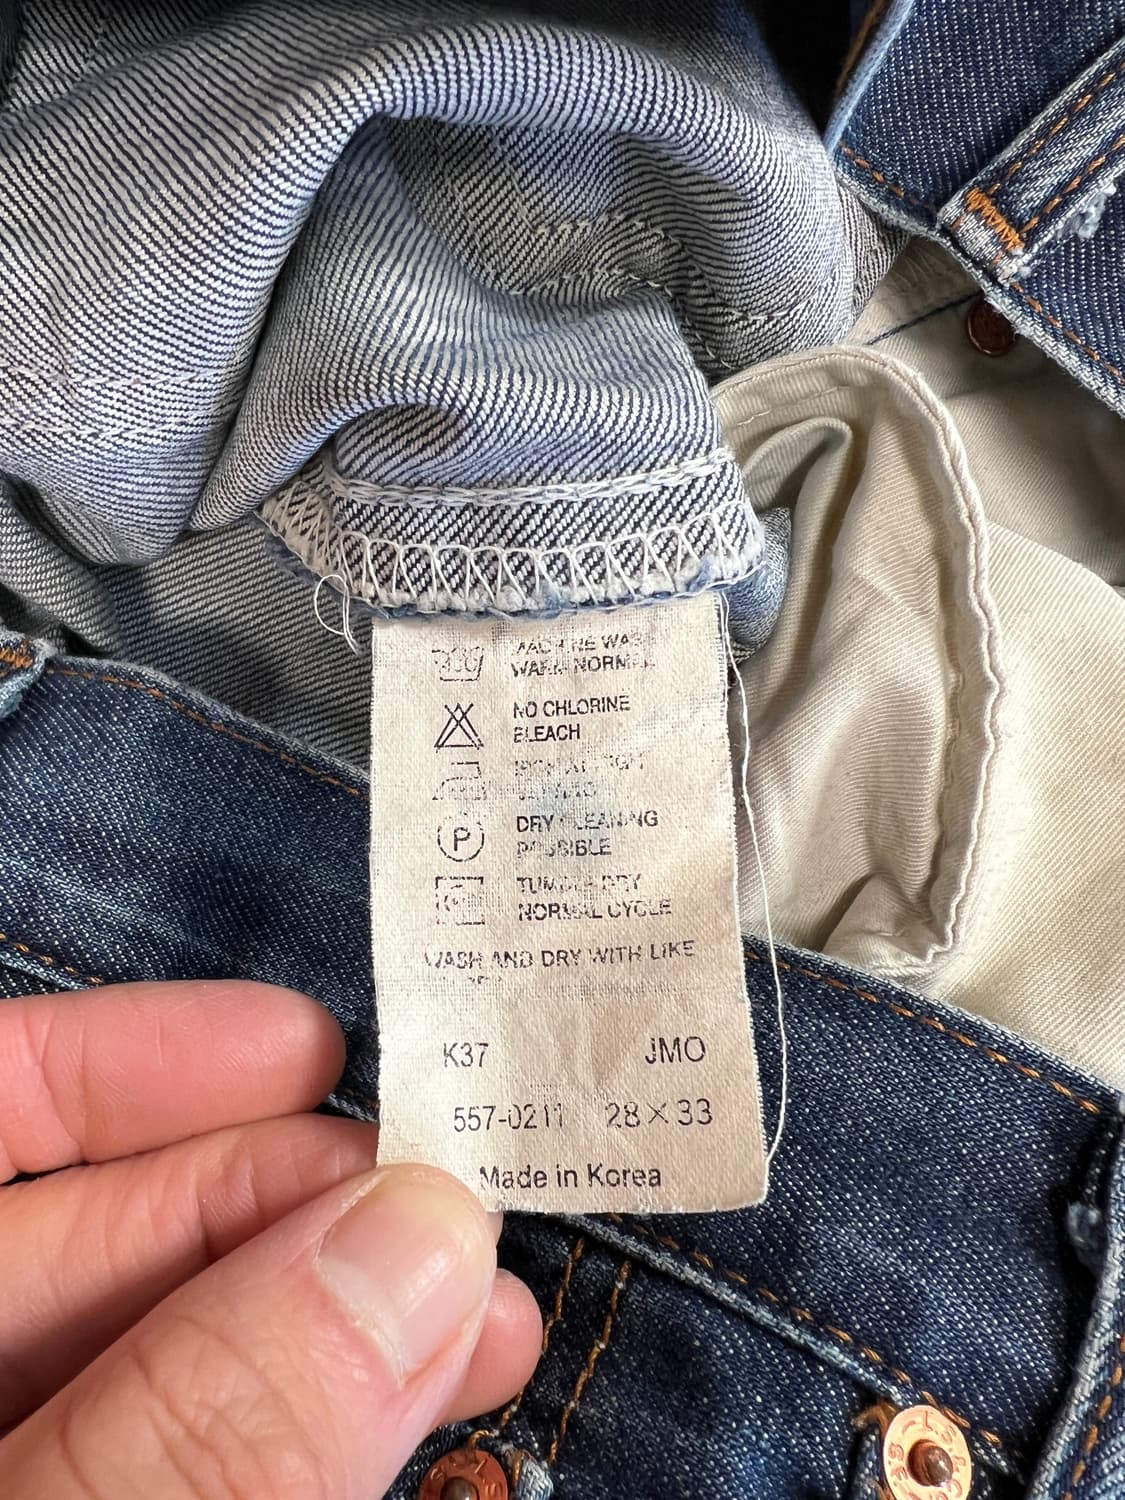 MACHINE WASH
WARM NORMAL
NO CHLORINE
BLEACH
P
DRY CLEANING
POSSIBLE
TUMBLE DRY
NORMAL CYCLE
WASH AND DRY WITH LIKE
K37 JMO
557-0211 28×33
Made in Korea